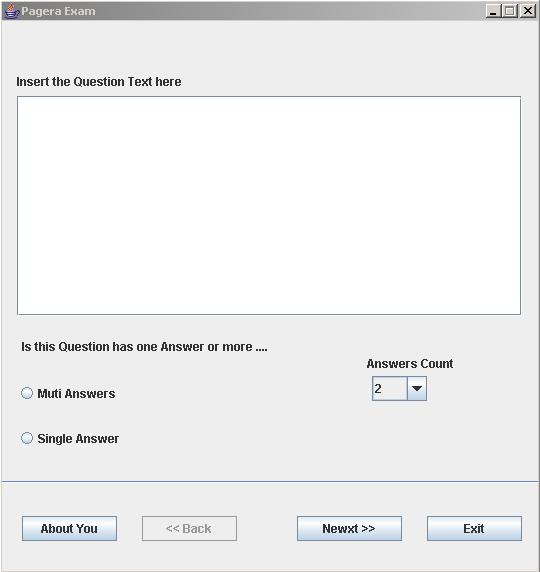 Pagera Exam
Insert the Question Text here
Is this Question has one Answer or more ....
Answers Count
Muti Answers
2
Single Answer
About You
<< Back
Newxt >>
Exit